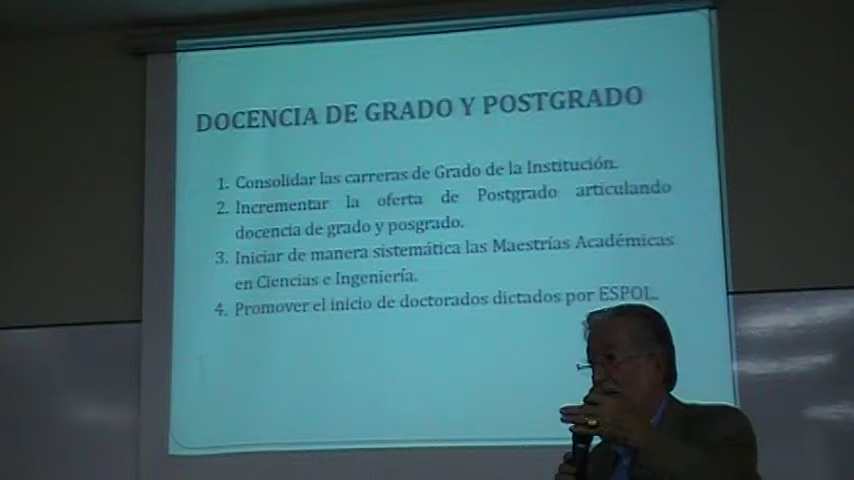 DOCENCIA DE GRADO Y POSTGRADO
1. Consolidar las carreras de Grado de la Institución.
2. Incrementar la oferta de Postgrado articulando
docencia de grado y posgrado.
3. Iniciar de manera sistemática las Maestrías Académicas
en Ciencias e Ingeniería.
4. Promover el inicio de doctorados dictados por ESPOL.